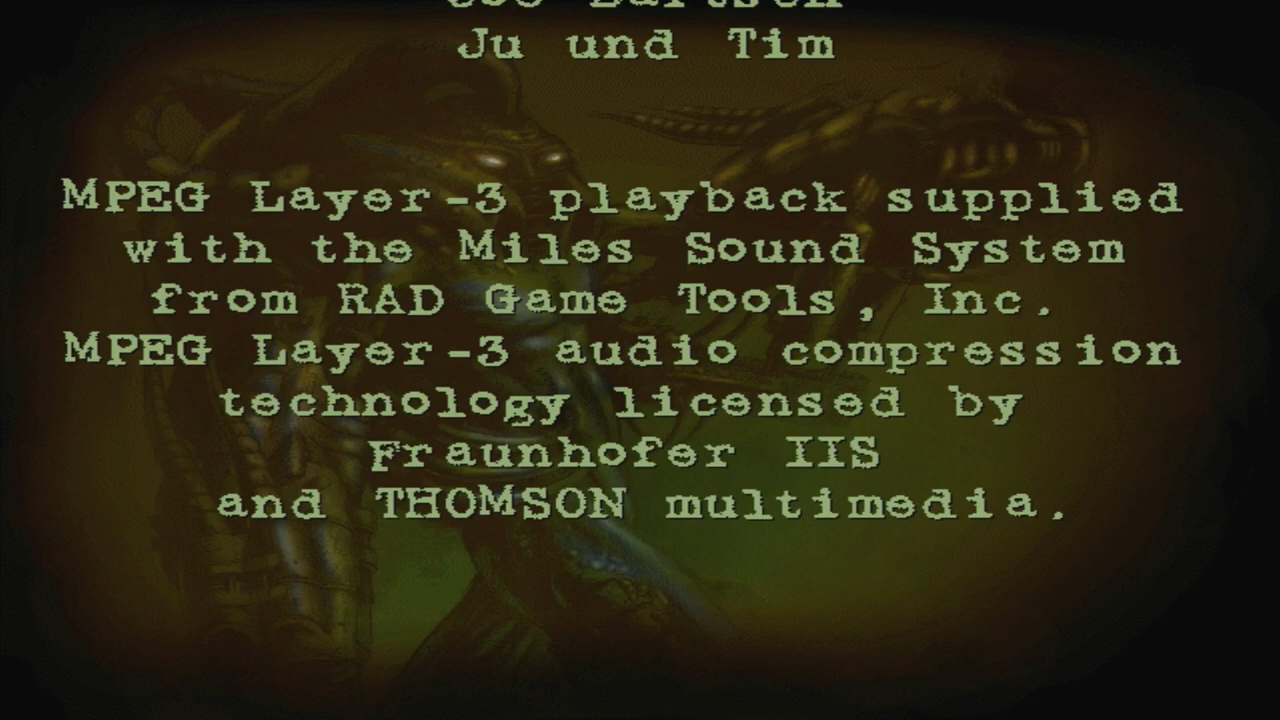 Ju und Tim
MPEG Layer-3 playback supplied
with the Miles Sound System
from RAD Game Tools, Inc.
MPEG Layer-3 audio compression
technology licensed by
Fraunhofer IIS
and THOMSON multimedia.